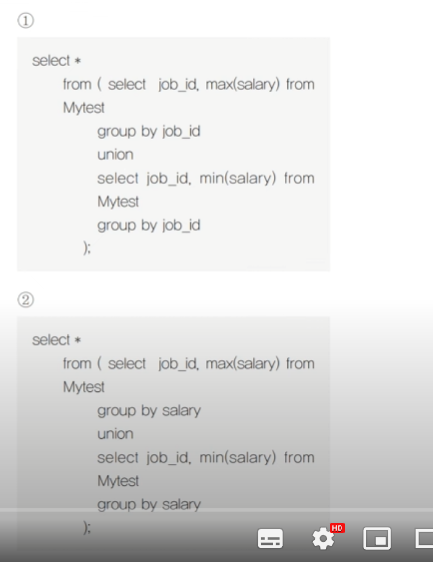 ①
select *
from ( select job_id, max(salary) from
Mytest
group by job_id
union
select job_id, min(salary) from
Mytest
group by job_id
);
②
select *
from ( select job_id, max(salary) from
Mytest
group by salary
union
select job_id, min(salary) from
Mytest
group by salary
);
HD